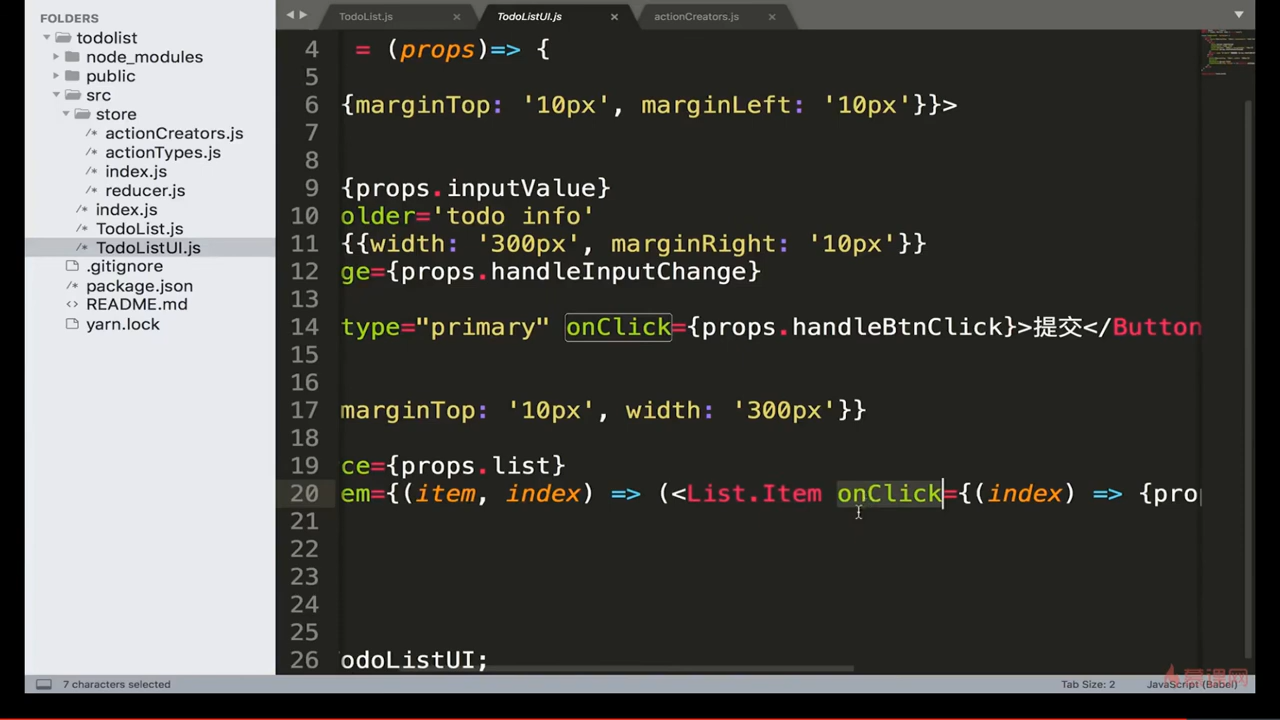 FOLDERS
todolist
node_modules
public
src
store
actionCreators.js
actionTypes.js
index.js
reducer.js
index.js
TodoList.js
TodoListUI.js
.gitignore
package.json
README.md
yarn.lock
TodoList.js
TodoListUI.js
actionCreators.js
4 = (props)=> {
5
6 {marginTop: '10px', marginLeft: '10px'}}>
7
8
9 {props.inputValue}
10 older='todo info'
11 {{width: '300px', marginRight: '10px'}}
12 ge={props.handleInputChange}
13
14 type="primary" onClick={props.handleBtnClick}>提交</Button
15
16
17 marginTop: '10px', width: '300px'}}
18
19 ce={props.list}
20 em={(item, index) => (<List.Item onClick={(index) => {prop
21
22
23
24
25
26 odoListUI;
7 characters selected
Tab Size: 2
JavaScript (Babel)
慕课网